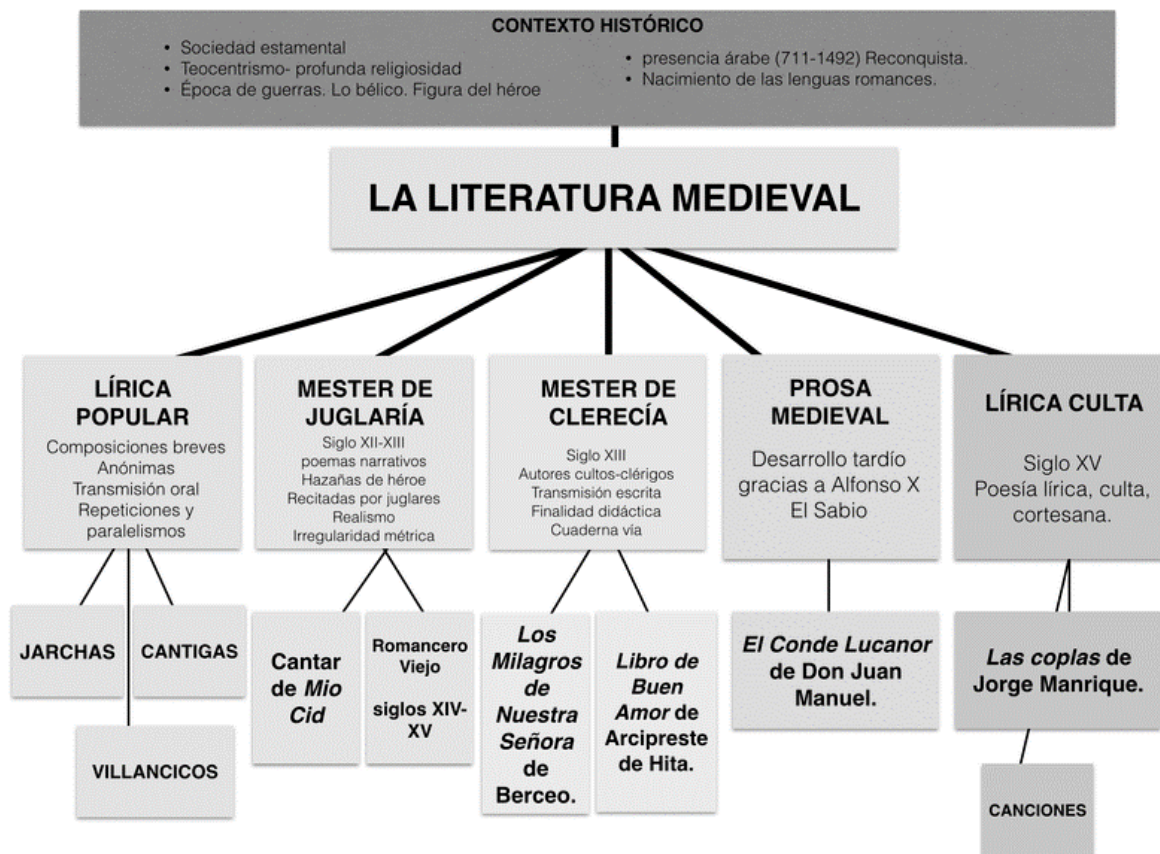 CONTEXTO HISTÓRICO
• Sociedad estamental
• Teocentrismo- profunda religiosidad
• Época de guerras. Lo bélico. Figura del héroe
• presencia árabe (711-1492) Reconquista.
• Nacimiento de las lenguas romances.
LA LITERATURA MEDIEVAL
LÍRICA
POPULAR
Composiciones breves
Anónimas
Transmisión oral
Repeticiones y
paralelismos
MESTER DE
JUGLARÍA
Siglo XII-XIII
poemas narrativos
Hazañas de héroe
Recitadas por juglares
Realismo
Irregularidad métrica
MESTER DE
CLERECÍA
Siglo XIII
Autores cultos-clérigos
Transmisión escrita
Finalidad didáctica
Cuaderna vía
PROSA
MEDIEVAL
Desarrollo tardío
gracias a Alfonso X
El Sabio
LÍRICA CULTA
Siglo XV
Poesía lírica, culta,
cortesana.
JARCHAS
CANTIGAS
VILLANCICOS
Cantar
de Mio
Cid
Romancero
Viejo
siglos XIV-
XV
Los
Milagros
de
Nuestra
Señora
de
Berceo.
Libro de
Buen
Amor de
Arcipreste
de Hita.
El Conde Lucanor
de Don Juan
Manuel.
Las coplas de
Jorge Manrique.
CANCIONES